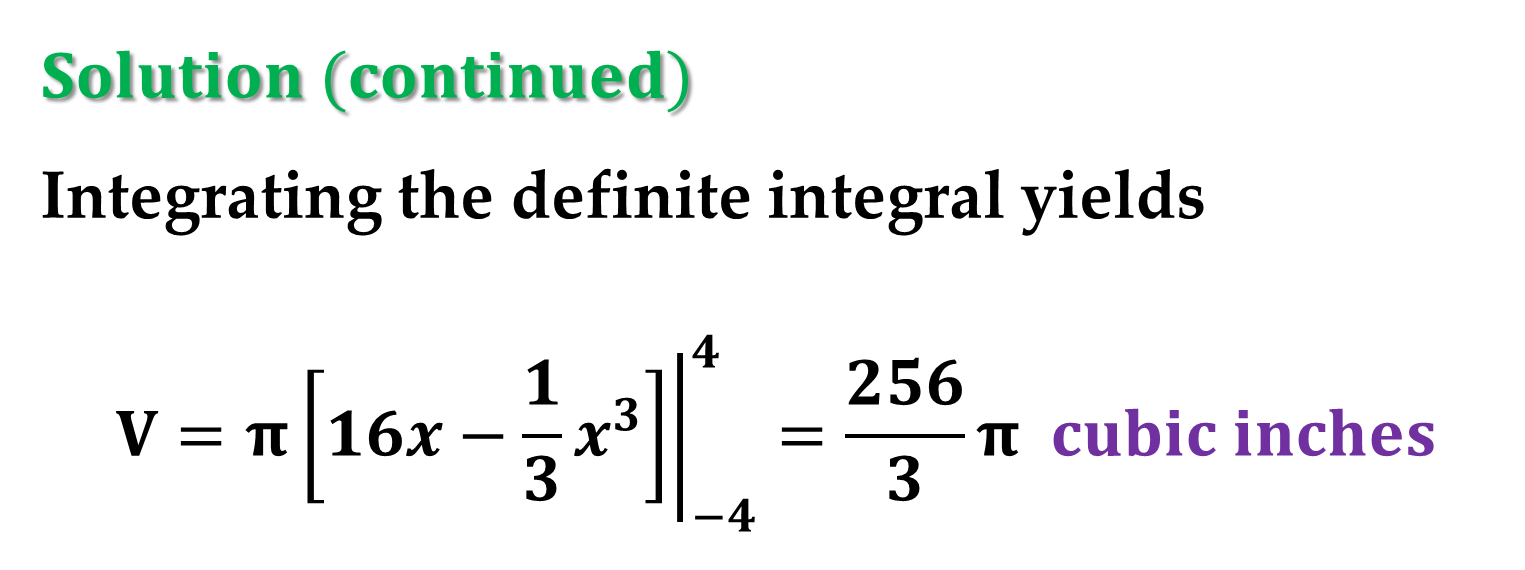 Solution (continued)
Integrating the definite integral yields
V = π [16x − 1/3 x³] |₋₄⁴ = 256/3 π cubic inches